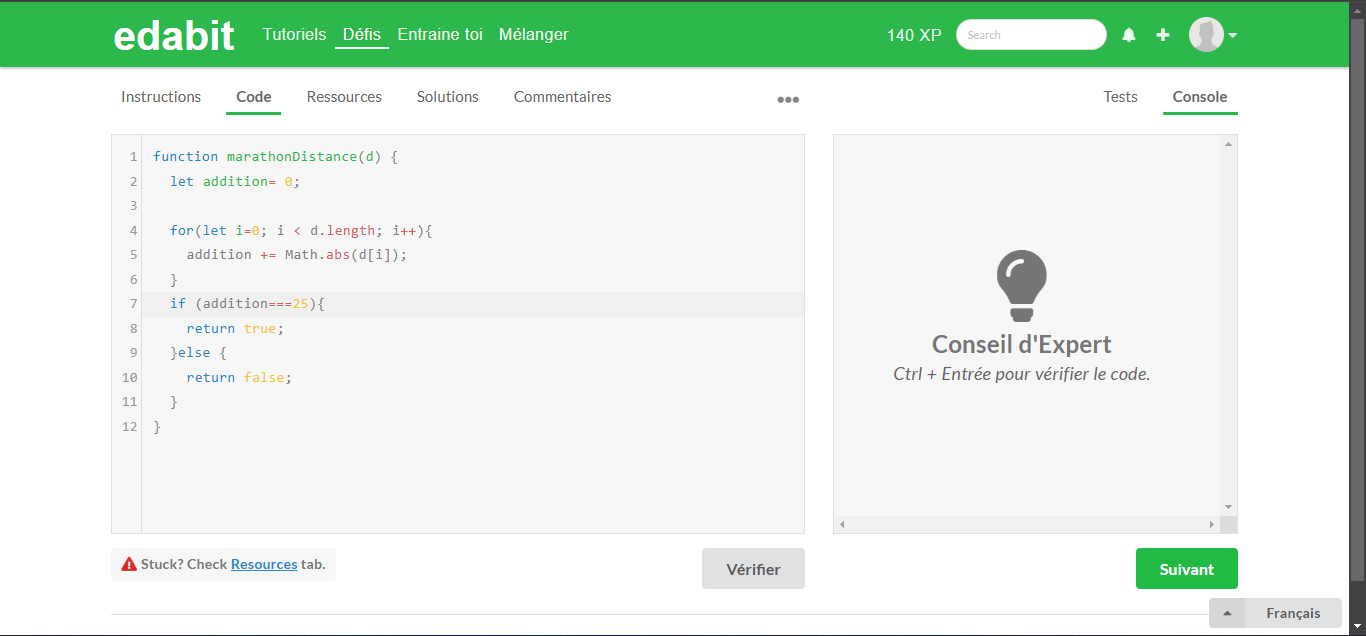 edabit Tutoriels Défis Entraine toi Mélanger 140 XP Search
Instructions Code Ressources Solutions Commentaires ••• Tests Console
1 function marathonDistance(d) {
2 let addition= 0;
3
4 for(let i=0; i < d.length; i++){
5 addition += Math.abs(d[i]);
6 }
7 if (addition===25){
8 return true;
9 }else {
10 return false;
11 }
12 }
Conseil d'Expert
Ctrl + Entrée pour vérifier le code.
Stuck? Check Resources tab.
Vérifier
Suivant
Français